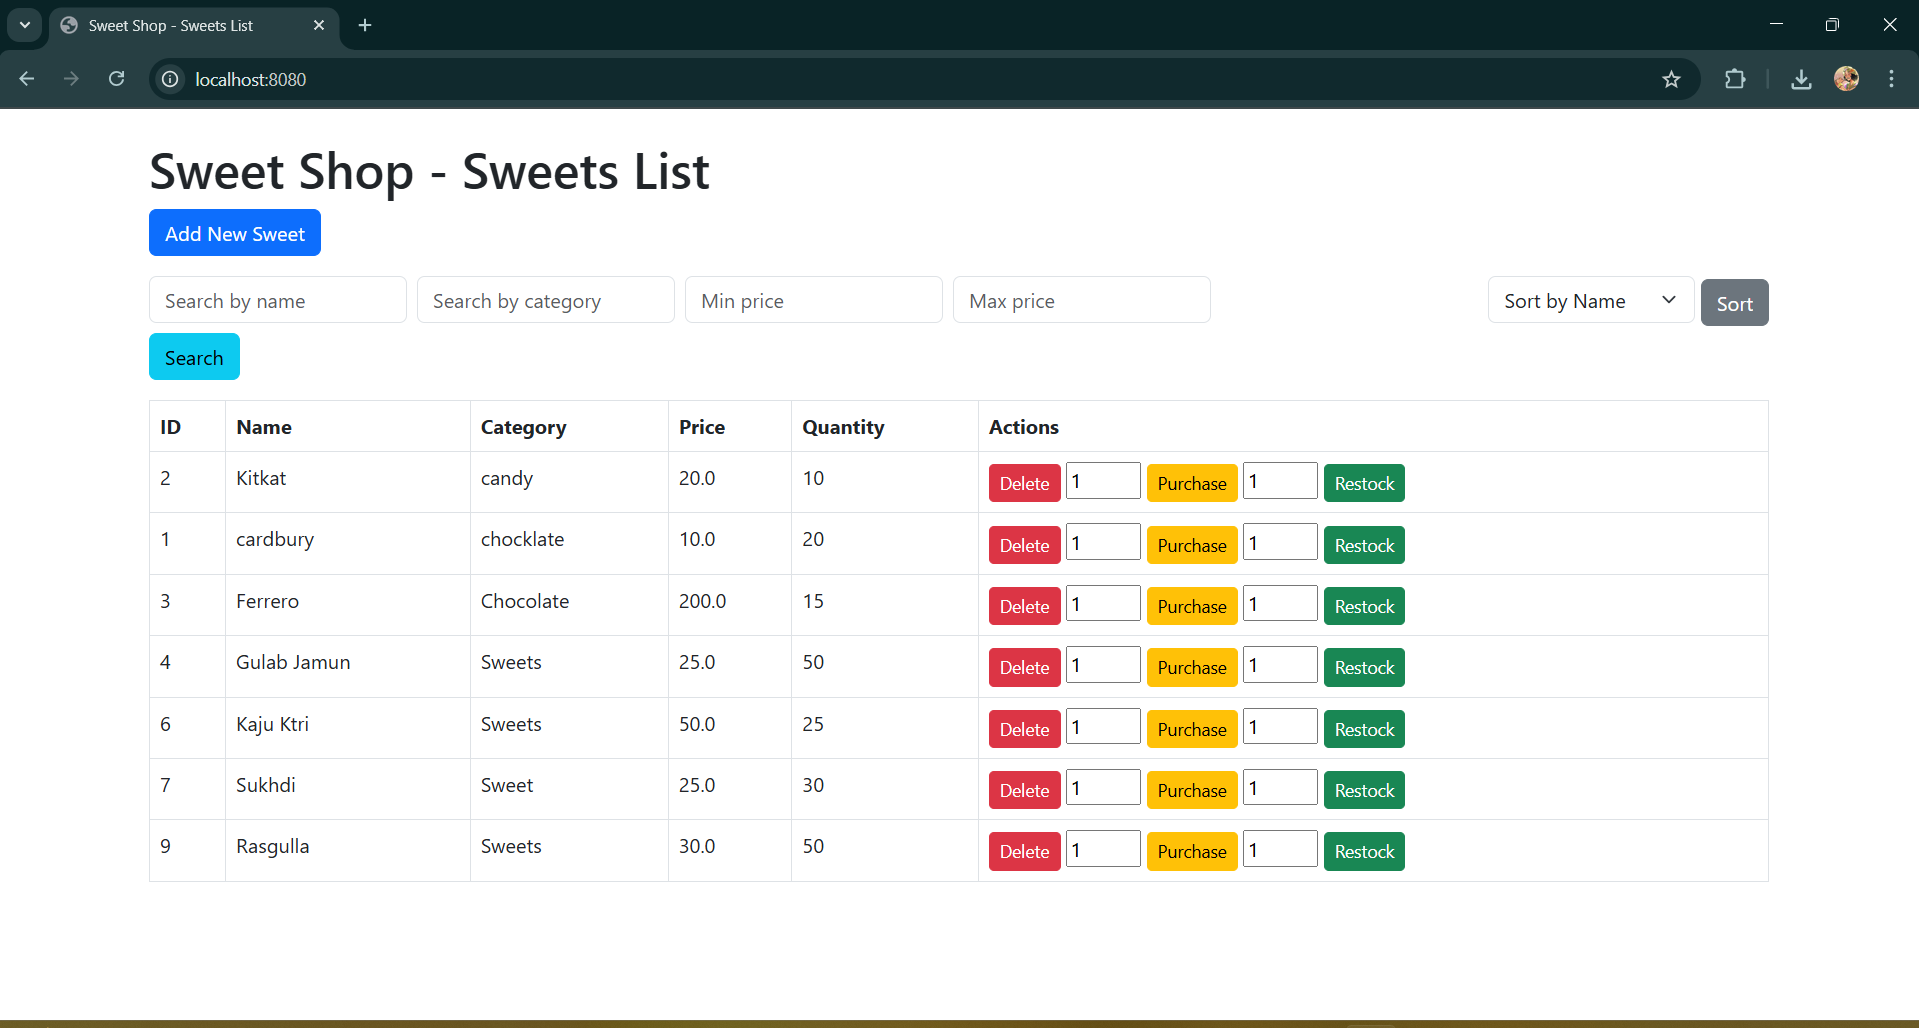 Sweet Shop - Sweets List
localhost:8080
Sweet Shop - Sweets List
Add New Sweet
Search by name Search by category Min price Max price Sort by Name Sort
Search
ID Name Category Price Quantity Actions
2 Kitkat candy 20.0 10 Delete 1 Purchase 1 Restock
1 cardbury chocklate 10.0 20 Delete 1 Purchase 1 Restock
3 Ferrero Chocolate 200.0 15 Delete 1 Purchase 1 Restock
4 Gulab Jamun Sweets 25.0 50 Delete 1 Purchase 1 Restock
6 Kaju Ktri Sweets 50.0 25 Delete 1 Purchase 1 Restock
7 Sukhdi Sweet 25.0 30 Delete 1 Purchase 1 Restock
9 Rasgulla Sweets 30.0 50 Delete 1 Purchase 1 Restock